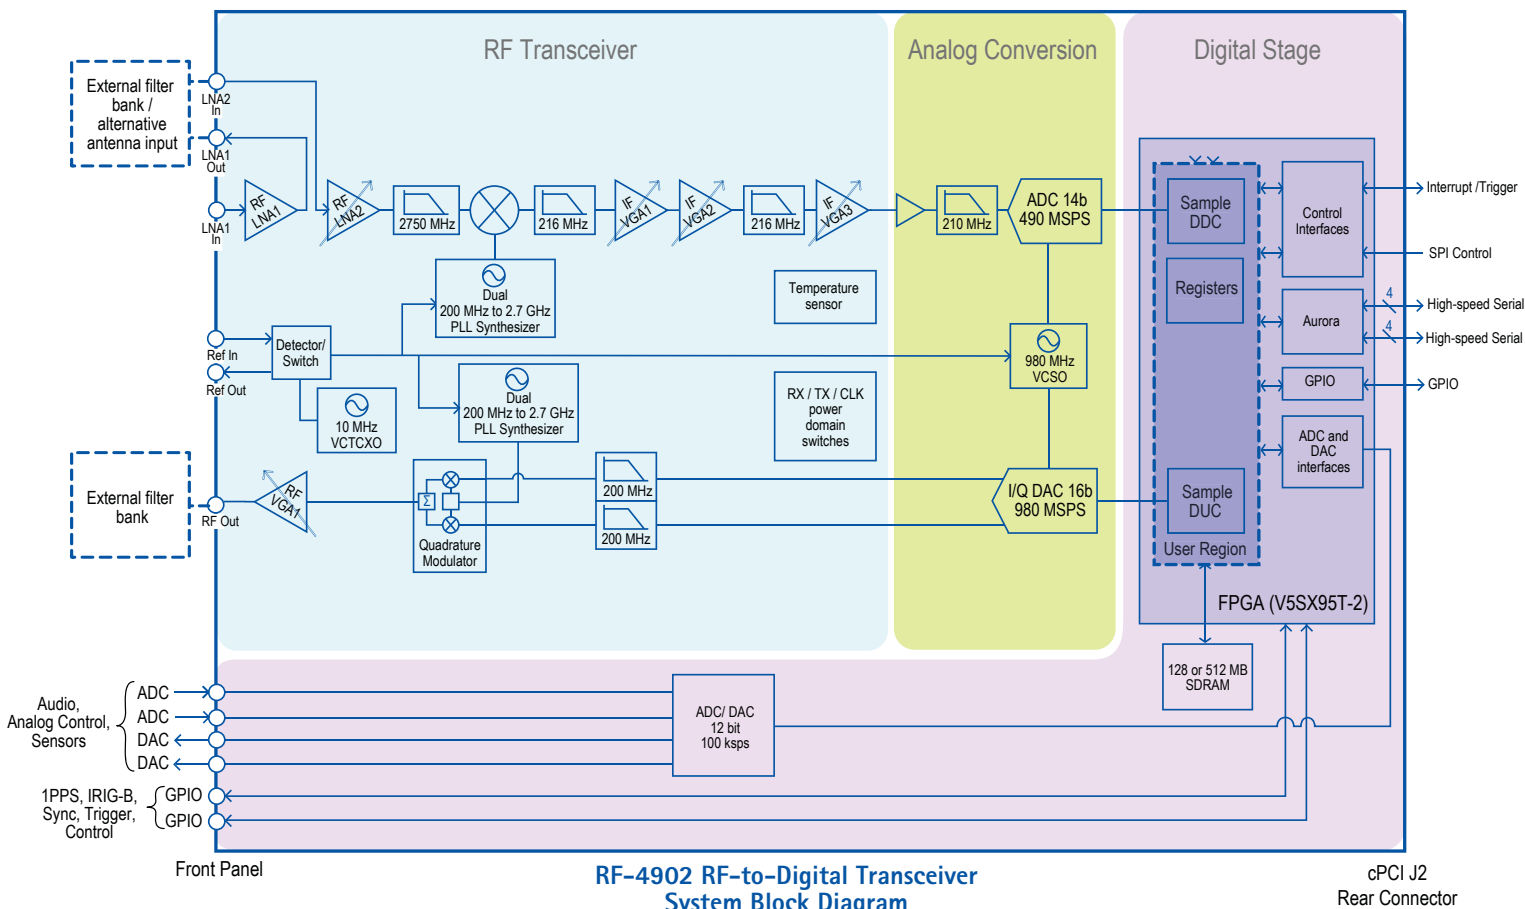 RF Transceiver
Analog Conversion
Digital Stage
External filter
bank /
alternative
antenna input
LNA2
In
LNA1
Out
LNA1
In
RF
LNA1
RF
LNA2
2750 MHz
216 MHz
IF
VGA1
IF
VGA2
216 MHz
IF
VGA3
210 MHz
ADC 14b
490 MSPS
Sample
DDC
Registers
Control
Interfaces
Interrupt /Trigger
SPI Control
Dual
200 MHz to 2.7 GHz
PLL Synthesizer
Temperature
sensor
Aurora
4
High-speed Serial
4
High-speed Serial
Ref In
Ref Out
Detector/
Switch
10 MHz
VCTCXO
Dual
200 MHz to 2.7 GHz
PLL Synthesizer
980 MHz
VCSO
RX / TX / CLK
power
domain
switches
GPIO
GPIO
ADC and
DAC
interfaces
External filter
bank
RF Out
RF
VGA1
Σ
Quadrature
Modulator
200 MHz
200 MHz
I/Q DAC 16b
980 MSPS
Sample
DUC
User Region
FPGA (V5SX95T-2)
128 or 512 MB
SDRAM
Audio,
Analog Control,
Sensors
ADC
ADC
DAC
DAC
ADC/ DAC
12 bit
100 ksps
1PPS, IRIG-B,
Sync, Trigger,
Control
GPIO
GPIO
Front Panel
RF-4902 RF-to-Digital Transceiver
System Block Diagram
cPCI J2
Rear Connector